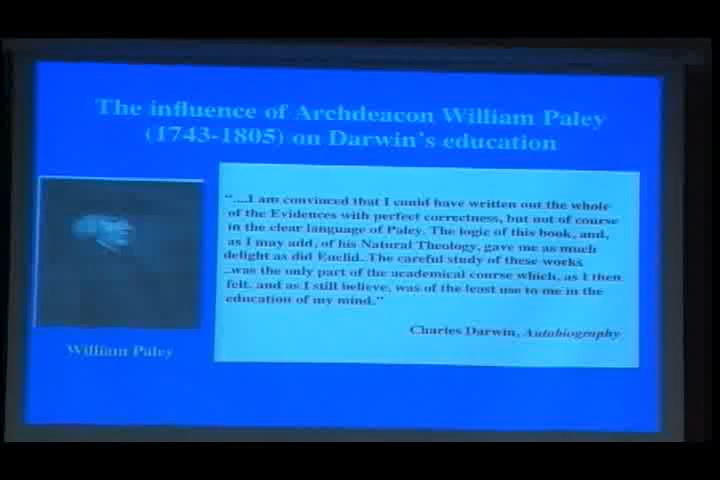 The influence of Archdeacon William Paley
(1743-1805) on Darwin's education
"....I am convinced that I could have written out the whole
of the Evidences with perfect correctness, but not of course
in the clear language of Paley. The logic of this book, and,
as I may add, of his Natural Theology, gave me as much
delight as did Euclid. The careful study of these works
..was the only part of the academical course which, as I then
felt, and as I still believe, was of the least use to me in the
education of my mind."
Charles Darwin, Autobiography
William Paley